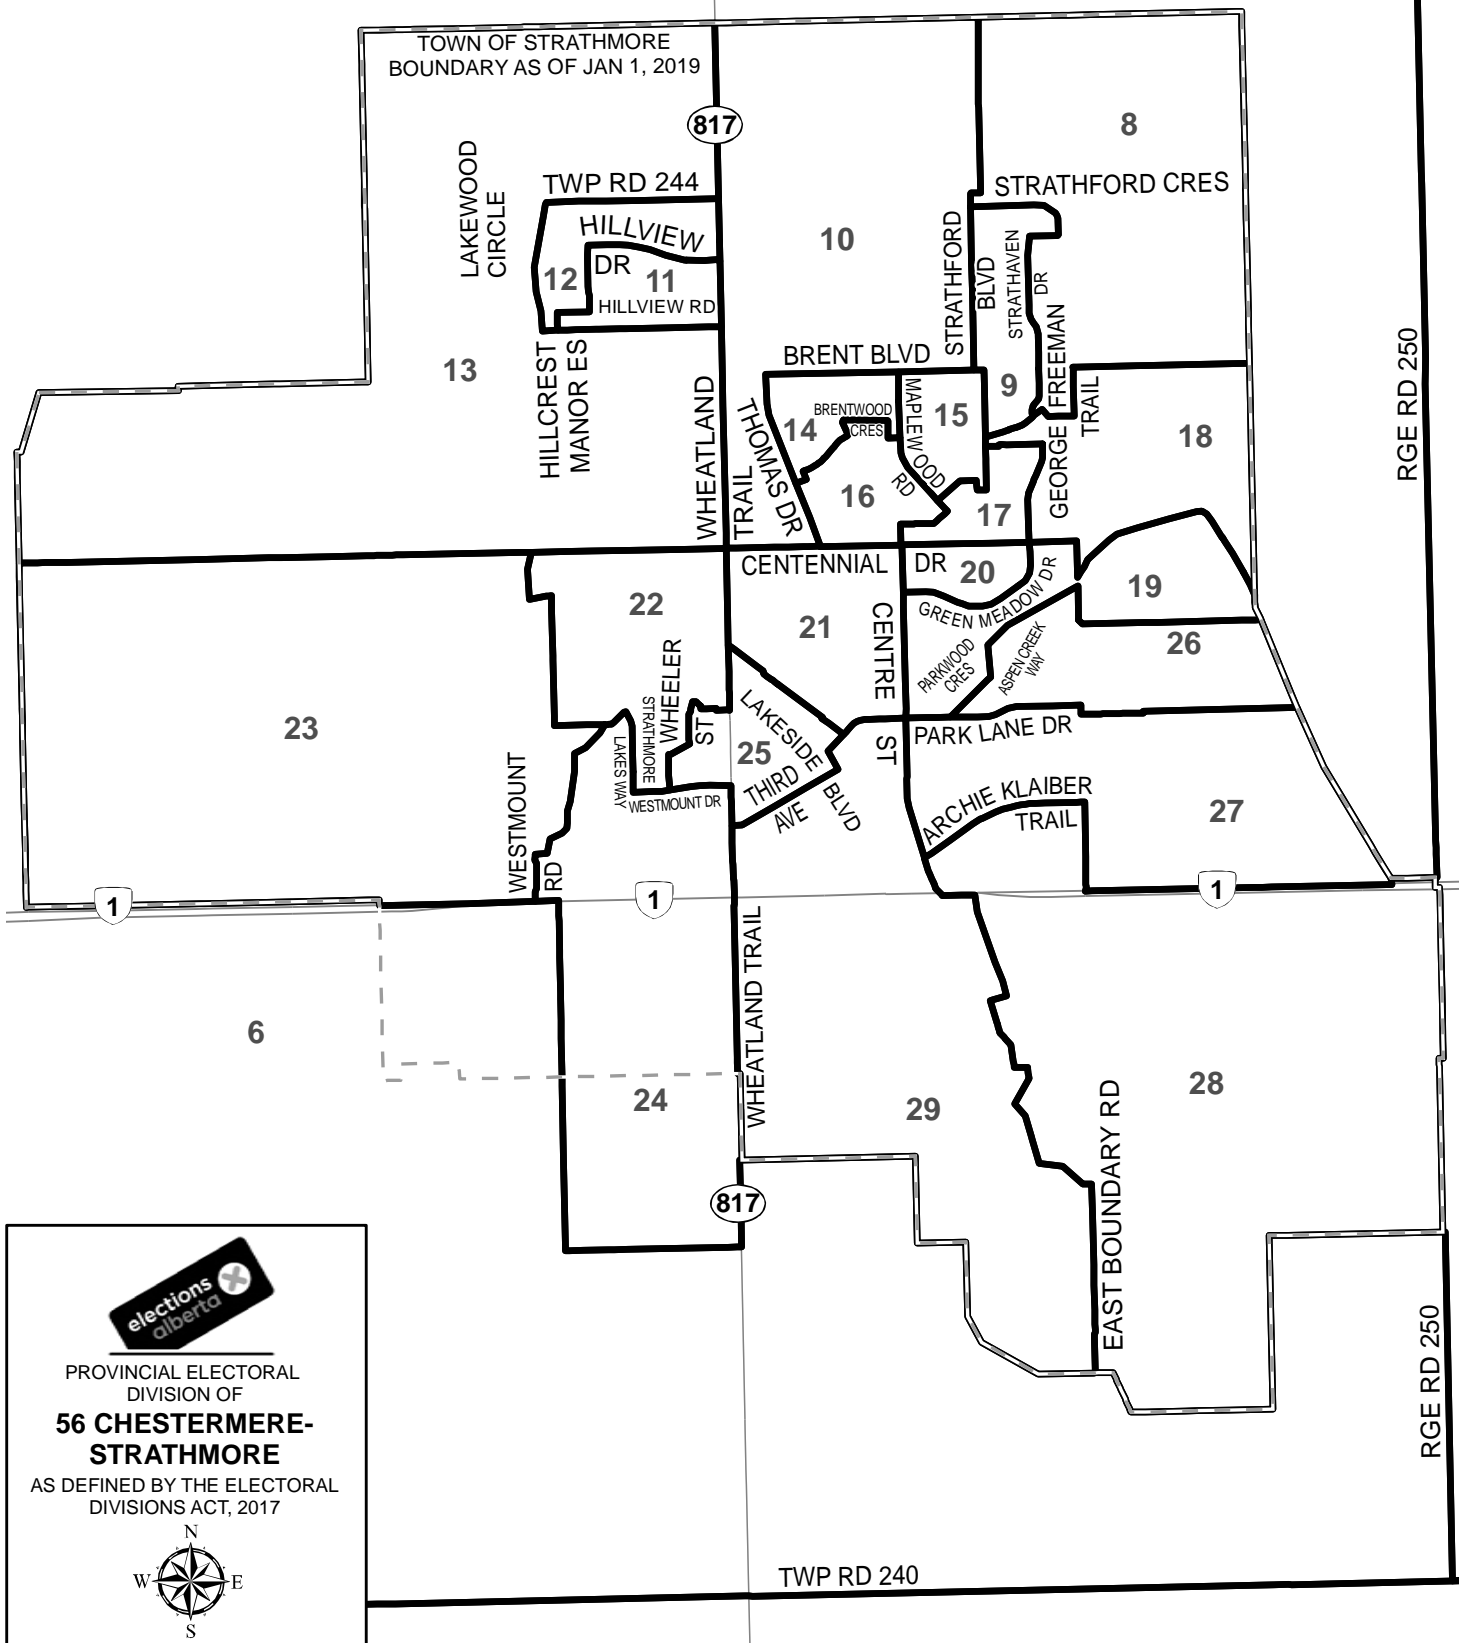 TOWN OF STRATHMORE
BOUNDARY AS OF JAN 1, 2019
817
8
LAKEWOOD
CIRCLE
TWP RD 244
STRATHFORD CRES
HILLVIEW
DR
10
12
11
HILLVIEW RD
STRATHFORD
BLVD
STRATHAVEN
DR
13
HILLCREST
MANOR ES
WHEATLAND
TRAIL
BRENT BLVD
9
GEORGE FREEMAN
TRAIL
RGE RD 250
THOMAS DR
14
BRENTWOOD
CRES
MAPLEWOOD
RD
15
18
16
17
CENTENNIAL DR
20
GREEN MEADOW DR
19
22
21
CENTRE
ST
PARKWOOD
CRES
ASPEN CREEK
WAY
26
23
WHEELER
ST
STRATHMORE
LAKES WAY
WESTMOUNT DR
25
LAKESIDE
BLVD
THIRD
AVE
PARK LANE DR
WESTMOUNT
RD
ARCHIE KLAIBER
TRAIL
27
1
1
1
WHEATLAND TRAIL
6
24
29
28
EAST BOUNDARY RD
817
RGE RD 250
TWP RD 240
elections
alberta
PROVINCIAL ELECTORAL
DIVISION OF
56 CHESTERMERE-
STRATHMORE
AS DEFINED BY THE ELECTORAL
DIVISIONS ACT, 2017
N
W E
S